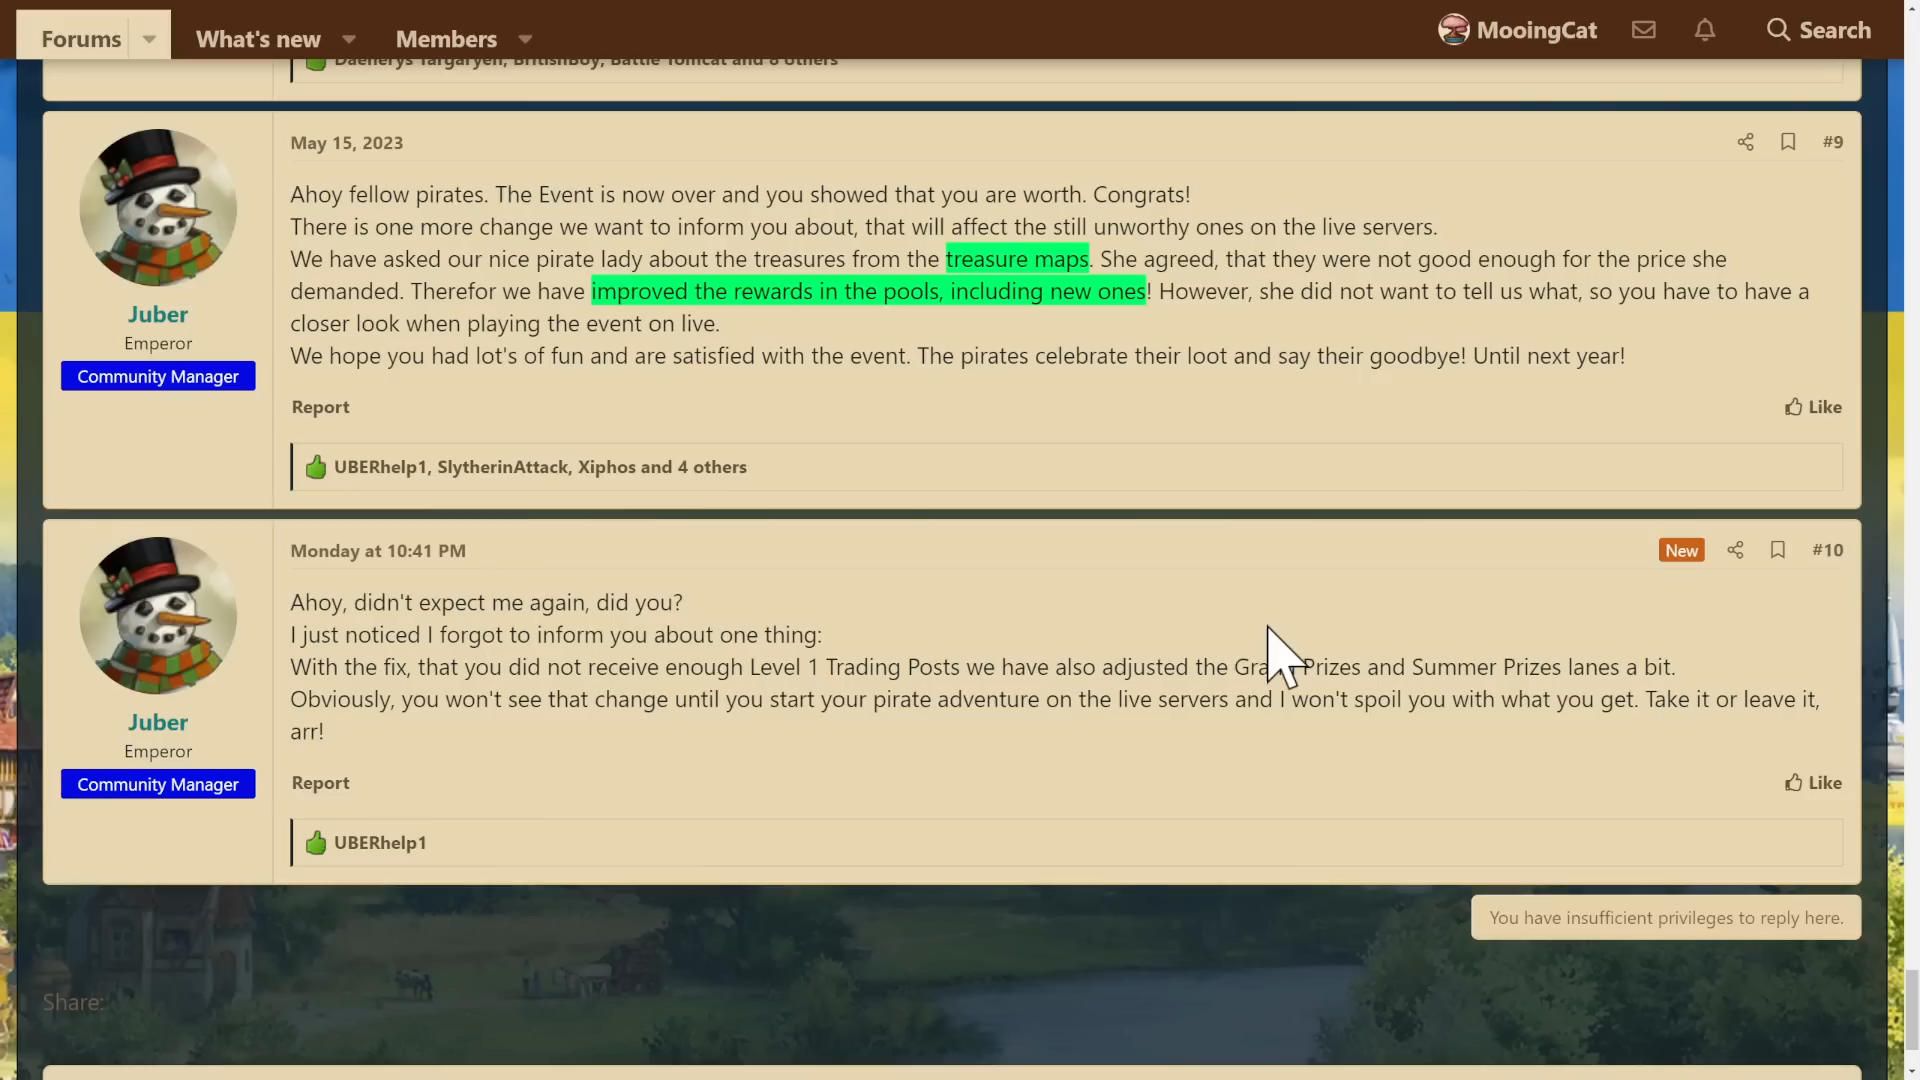 Forums
What's new
Members
MooingCat
Search
Daenerys Targaryen, BritishBoy, Battle Tomcat and 8 others
May 15, 2023
#9
Ahoy fellow pirates. The Event is now over and you showed that you are worth. Congrats!
There is one more change we want to inform you about, that will affect the still unworthy ones on the live servers.
We have asked our nice pirate lady about the treasures from the treasure maps. She agreed, that they were not good enough for the price she
demanded. Therefor we have improved the rewards in the pools, including new ones! However, she did not want to tell us what, so you have to have a
closer look when playing the event on live.
We hope you had lot's of fun and are satisfied with the event. The pirates celebrate their loot and say their goodbye! Until next year!
Juber
Emperor
Community Manager
Report
Like
UBERhelp1, SlytherinAttack, Xiphos and 4 others
Monday at 10:41 PM
New
#10
Ahoy, didn't expect me again, did you?
I just noticed I forgot to inform you about one thing:
With the fix, that you did not receive enough Level 1 Trading Posts we have also adjusted the Grand Prizes and Summer Prizes lanes a bit.
Obviously, you won't see that change until you start your pirate adventure on the live servers and I won't spoil you with what you get. Take it or leave it,
arr!
Juber
Emperor
Community Manager
Report
Like
UBERhelp1
You have insufficient privileges to reply here.
Share: